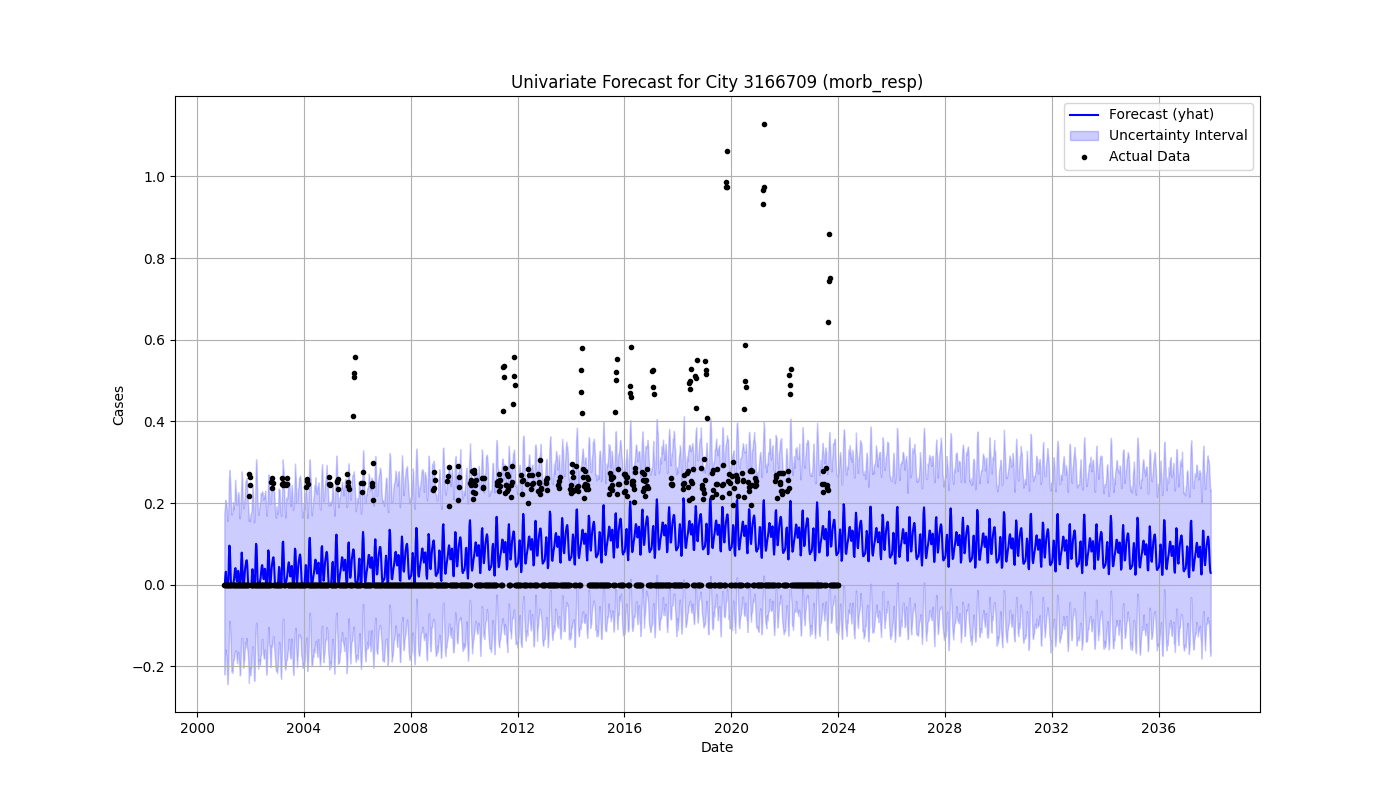 Univariate Forecast for City 3166709 (morb_resp)
Forecast (yhat)
Uncertainty Interval
Actual Data
Cases
1.0
0.8
0.6
0.4
0.2
0.0
−0.2
2000 2004 2008 2012 2016 2020 2024 2028 2032 2036
Date